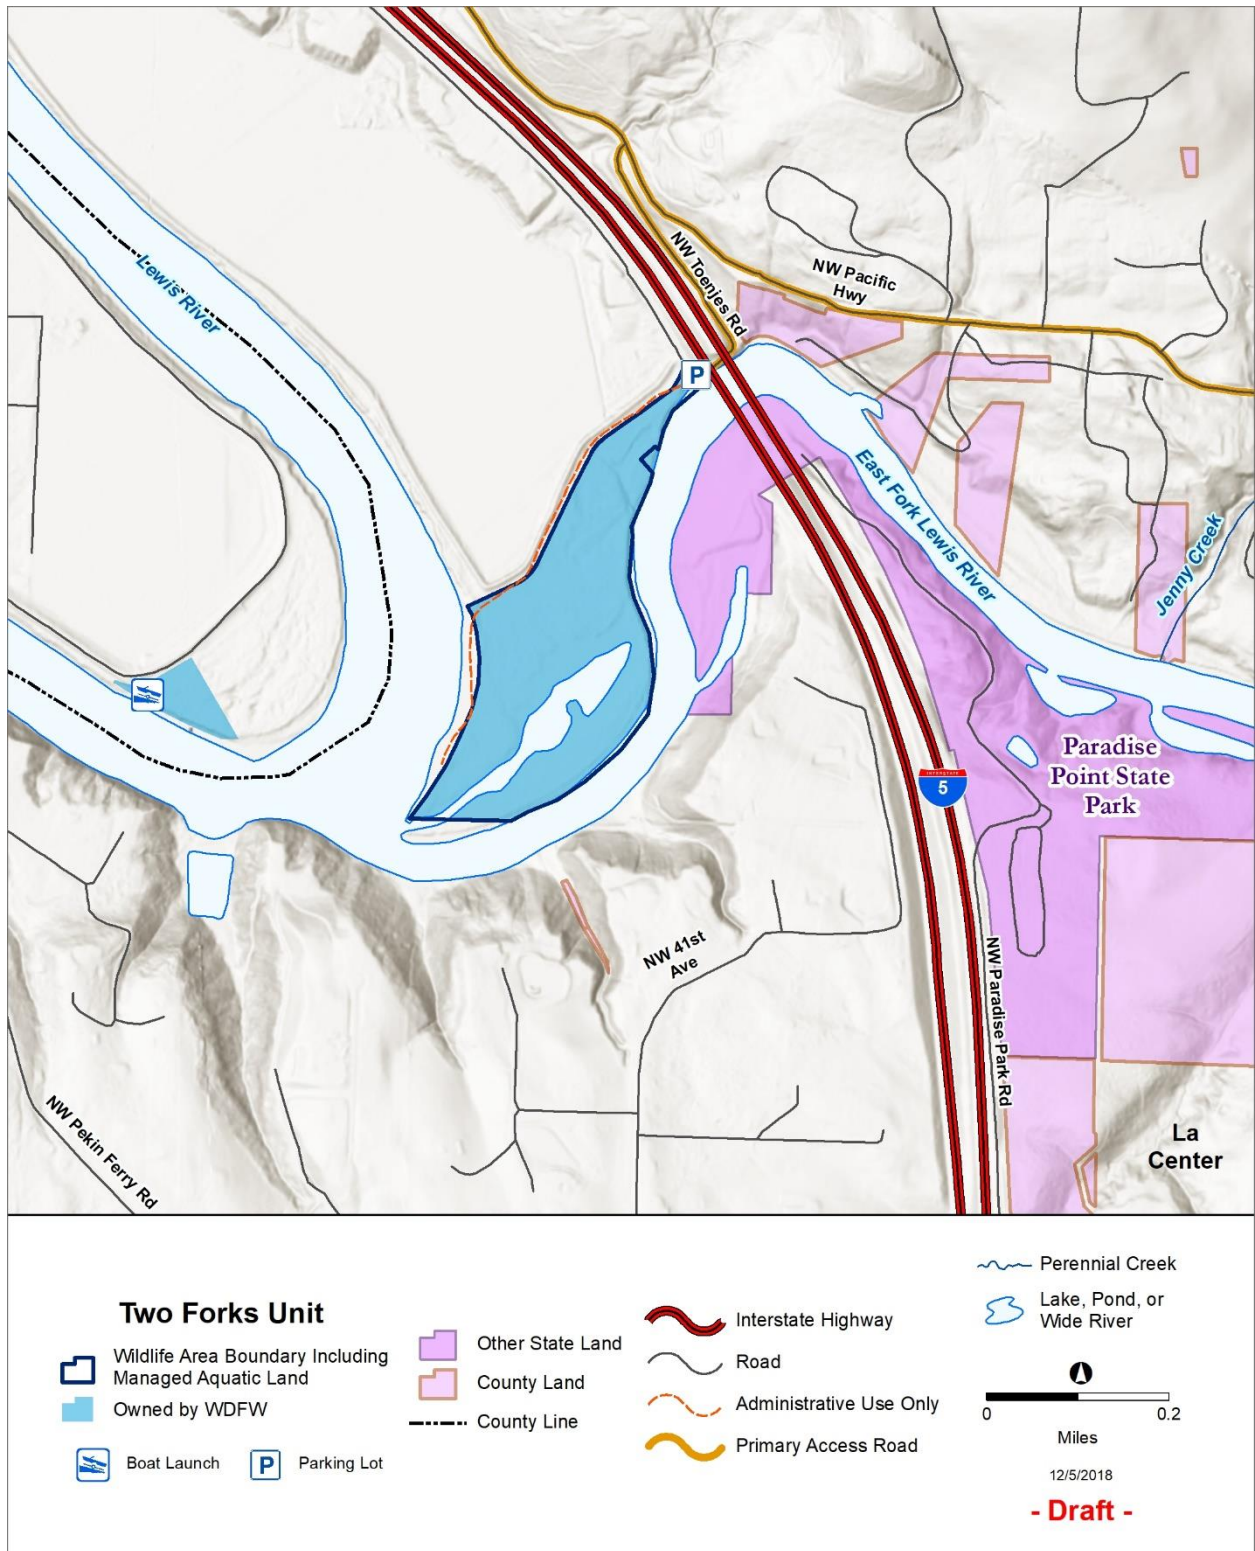 NW Toenjes Rd
NW Pacific
Hwy
Lewis River
P
East Fork Lewis River
Jenny Creek
Paradise
Point State
Park
INTERSTATE
5
NW 41st
Ave
NW Paradise Park Rd
NW Pekin Ferry Rd
La
Center
Two Forks Unit
Wildlife Area Boundary Including
Managed Aquatic Land
Owned by WDFW
Boat Launch
P
Parking Lot
Other State Land
County Land
County Line
Interstate Highway
Road
Administrative Use Only
Primary Access Road
Perennial Creek
Lake, Pond, or
Wide River
0
0.2
Miles
12/5/2018
- Draft -